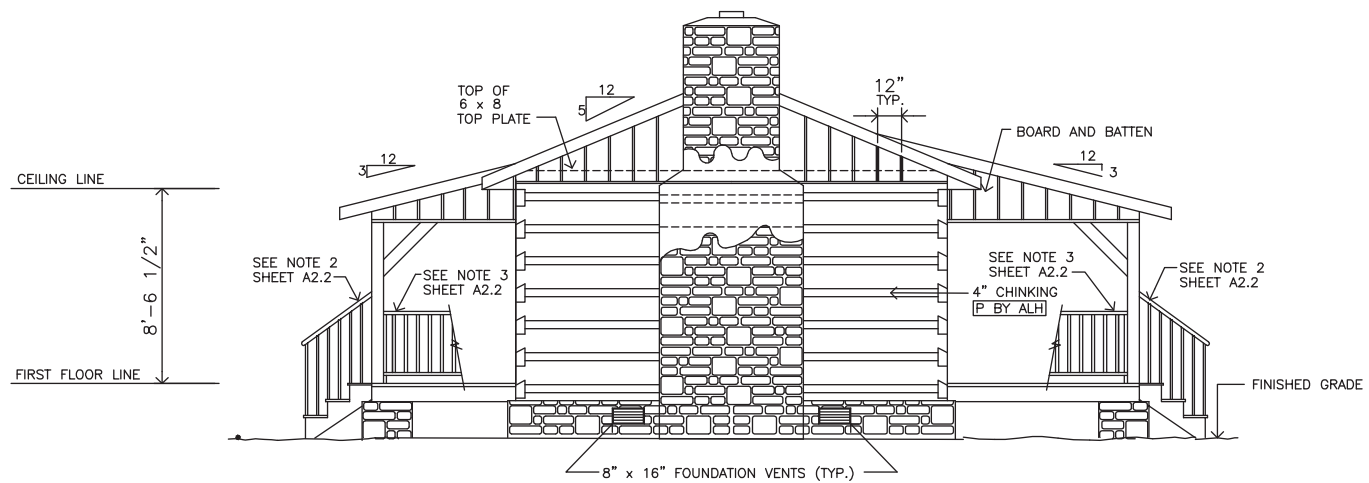 TOP OF
6 x 8
TOP PLATE
12
5
12"
TYP.
BOARD AND BATTEN
12
3
12
3
CEILING LINE
8'-6 1/2"
SEE NOTE 2
SHEET A2.2
SEE NOTE 3
SHEET A2.2
SEE NOTE 3
SHEET A2.2
SEE NOTE 2
SHEET A2.2
4" CHINKING
P BY ALH
FIRST FLOOR LINE
FINISHED GRADE
8" x 16" FOUNDATION VENTS (TYP.)